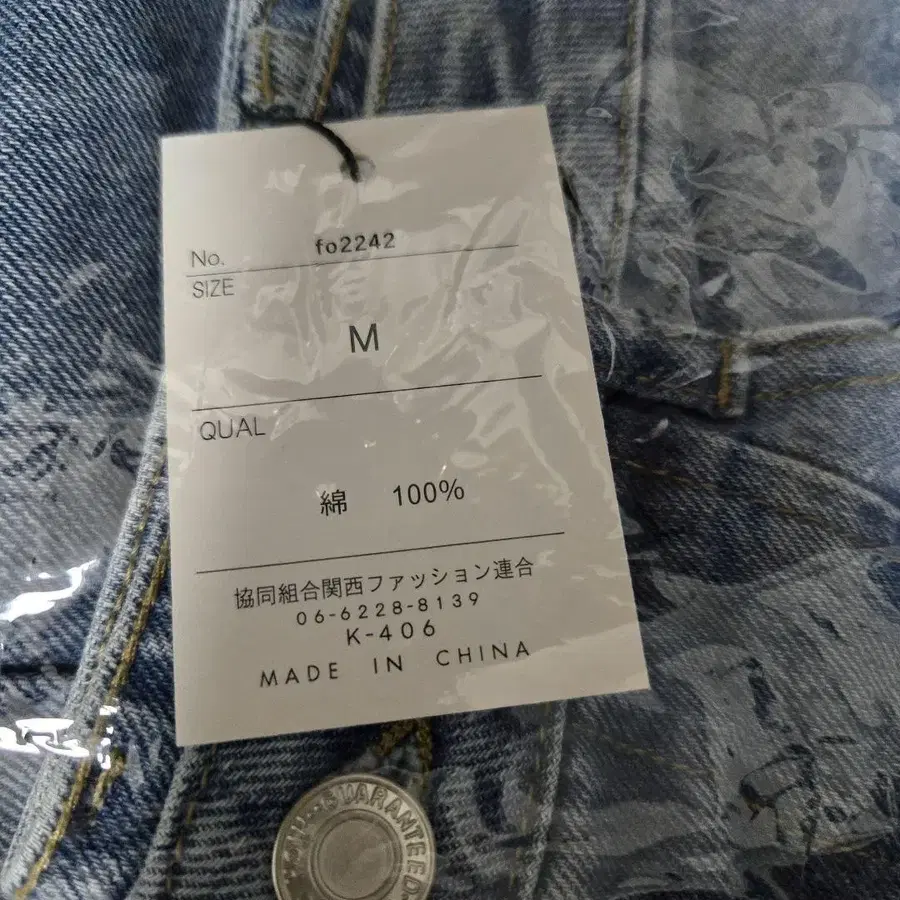 No. fo2242
SIZE
M
QUAL
綿 100%
協同組合関西ファッション連合
06-6228-8139
K-406
MADE IN CHINA
GUARANTEED